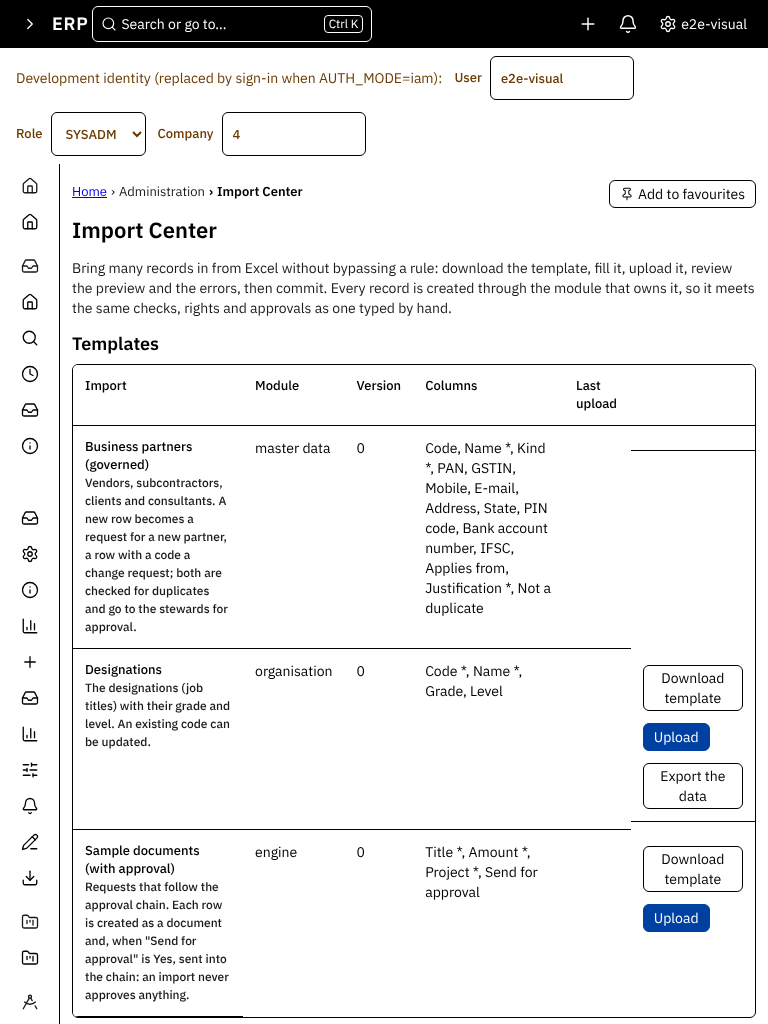 ERP
Search or go to...
Ctrl K
e2e-visual
Development identity (replaced by sign-in when AUTH_MODE=iam):
User
e2e-visual
Role
SYSADM
Company
4
Home › Administration › Import Center
Add to favourites
Import Center
Bring many records in from Excel without bypassing a rule: download the template, fill it, upload it, review
the preview and the errors, then commit. Every record is created through the module that owns it, so it meets
the same checks, rights and approvals as one typed by hand.
Templates
Import
Module
Version
Columns
Last
upload
Business partners
(governed)
Vendors, subcontractors,
clients and consultants. A
new row becomes a
request for a new partner,
a row with a code a
change request; both are
checked for duplicates
and go to the stewards for
approval.
master data
0
Code, Name *, Kind
*, PAN, GSTIN,
Mobile, E-mail,
Address, State, PIN
code, Bank account
number, IFSC,
Applies from,
Justification *, Not a
duplicate
Designations
The designations (job
titles) with their grade and
level. An existing code can
be updated.
organisation
0
Code *, Name *,
Grade, Level
Download
template
Upload
Export the
data
Sample documents
(with approval)
Requests that follow the
approval chain. Each row
is created as a document
and, when "Send for
approval" is Yes, sent into
the chain: an import never
approves anything.
engine
0
Title *, Amount *,
Project *, Send for
approval
Download
template
Upload